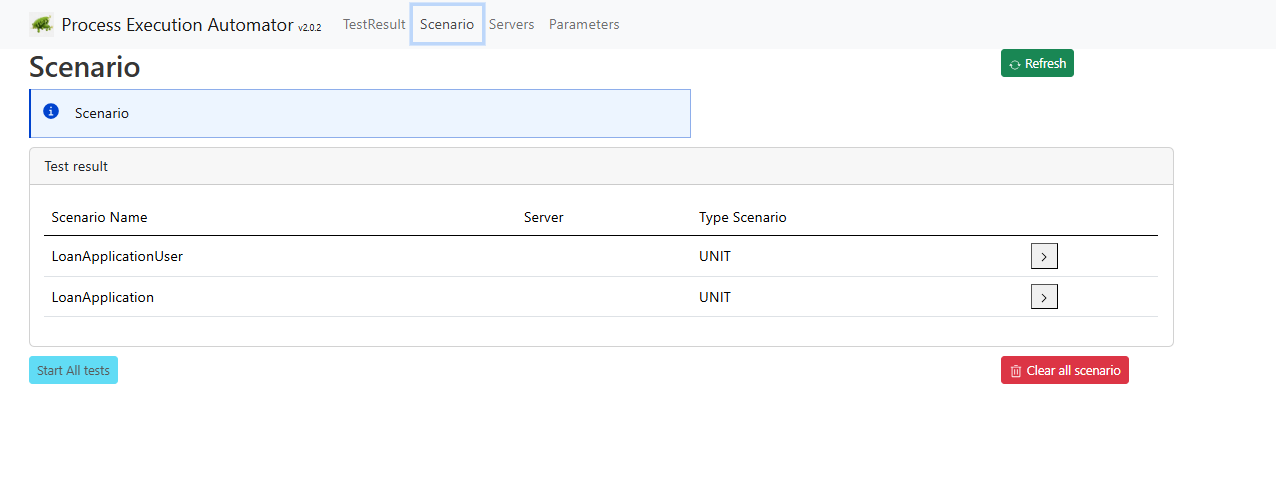 Process Execution Automator v2.0.2 TestResult Scenario Servers Parameters
Scenario
Refresh
Scenario
Test result
Scenario Name Server Type Scenario
LoanApplicationUser UNIT
LoanApplication UNIT
Start All tests Clear all scenario